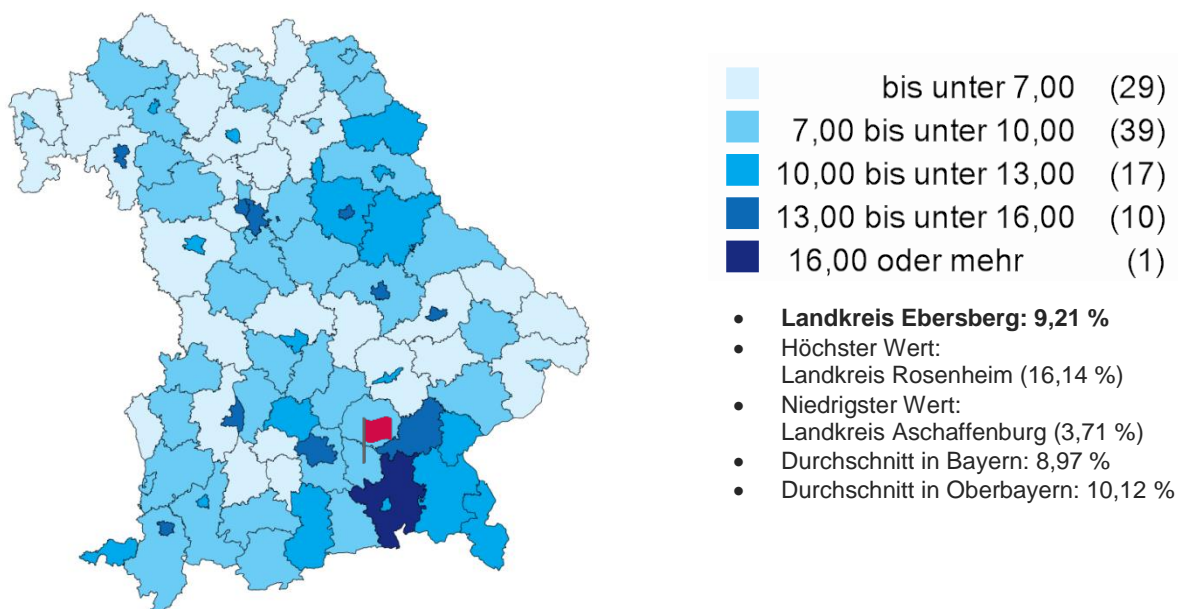 bis unter 7,00 (29)
7,00 bis unter 10,00 (39)
10,00 bis unter 13,00 (17)
13,00 bis unter 16,00 (10)
16,00 oder mehr (1)
• Landkreis Ebersberg: 9,21 %
• Höchster Wert:
Landkreis Rosenheim (16,14 %)
• Niedrigster Wert:
Landkreis Aschaffenburg (3,71 %)
• Durchschnitt in Bayern: 8,97 %
• Durchschnitt in Oberbayern: 10,12 %